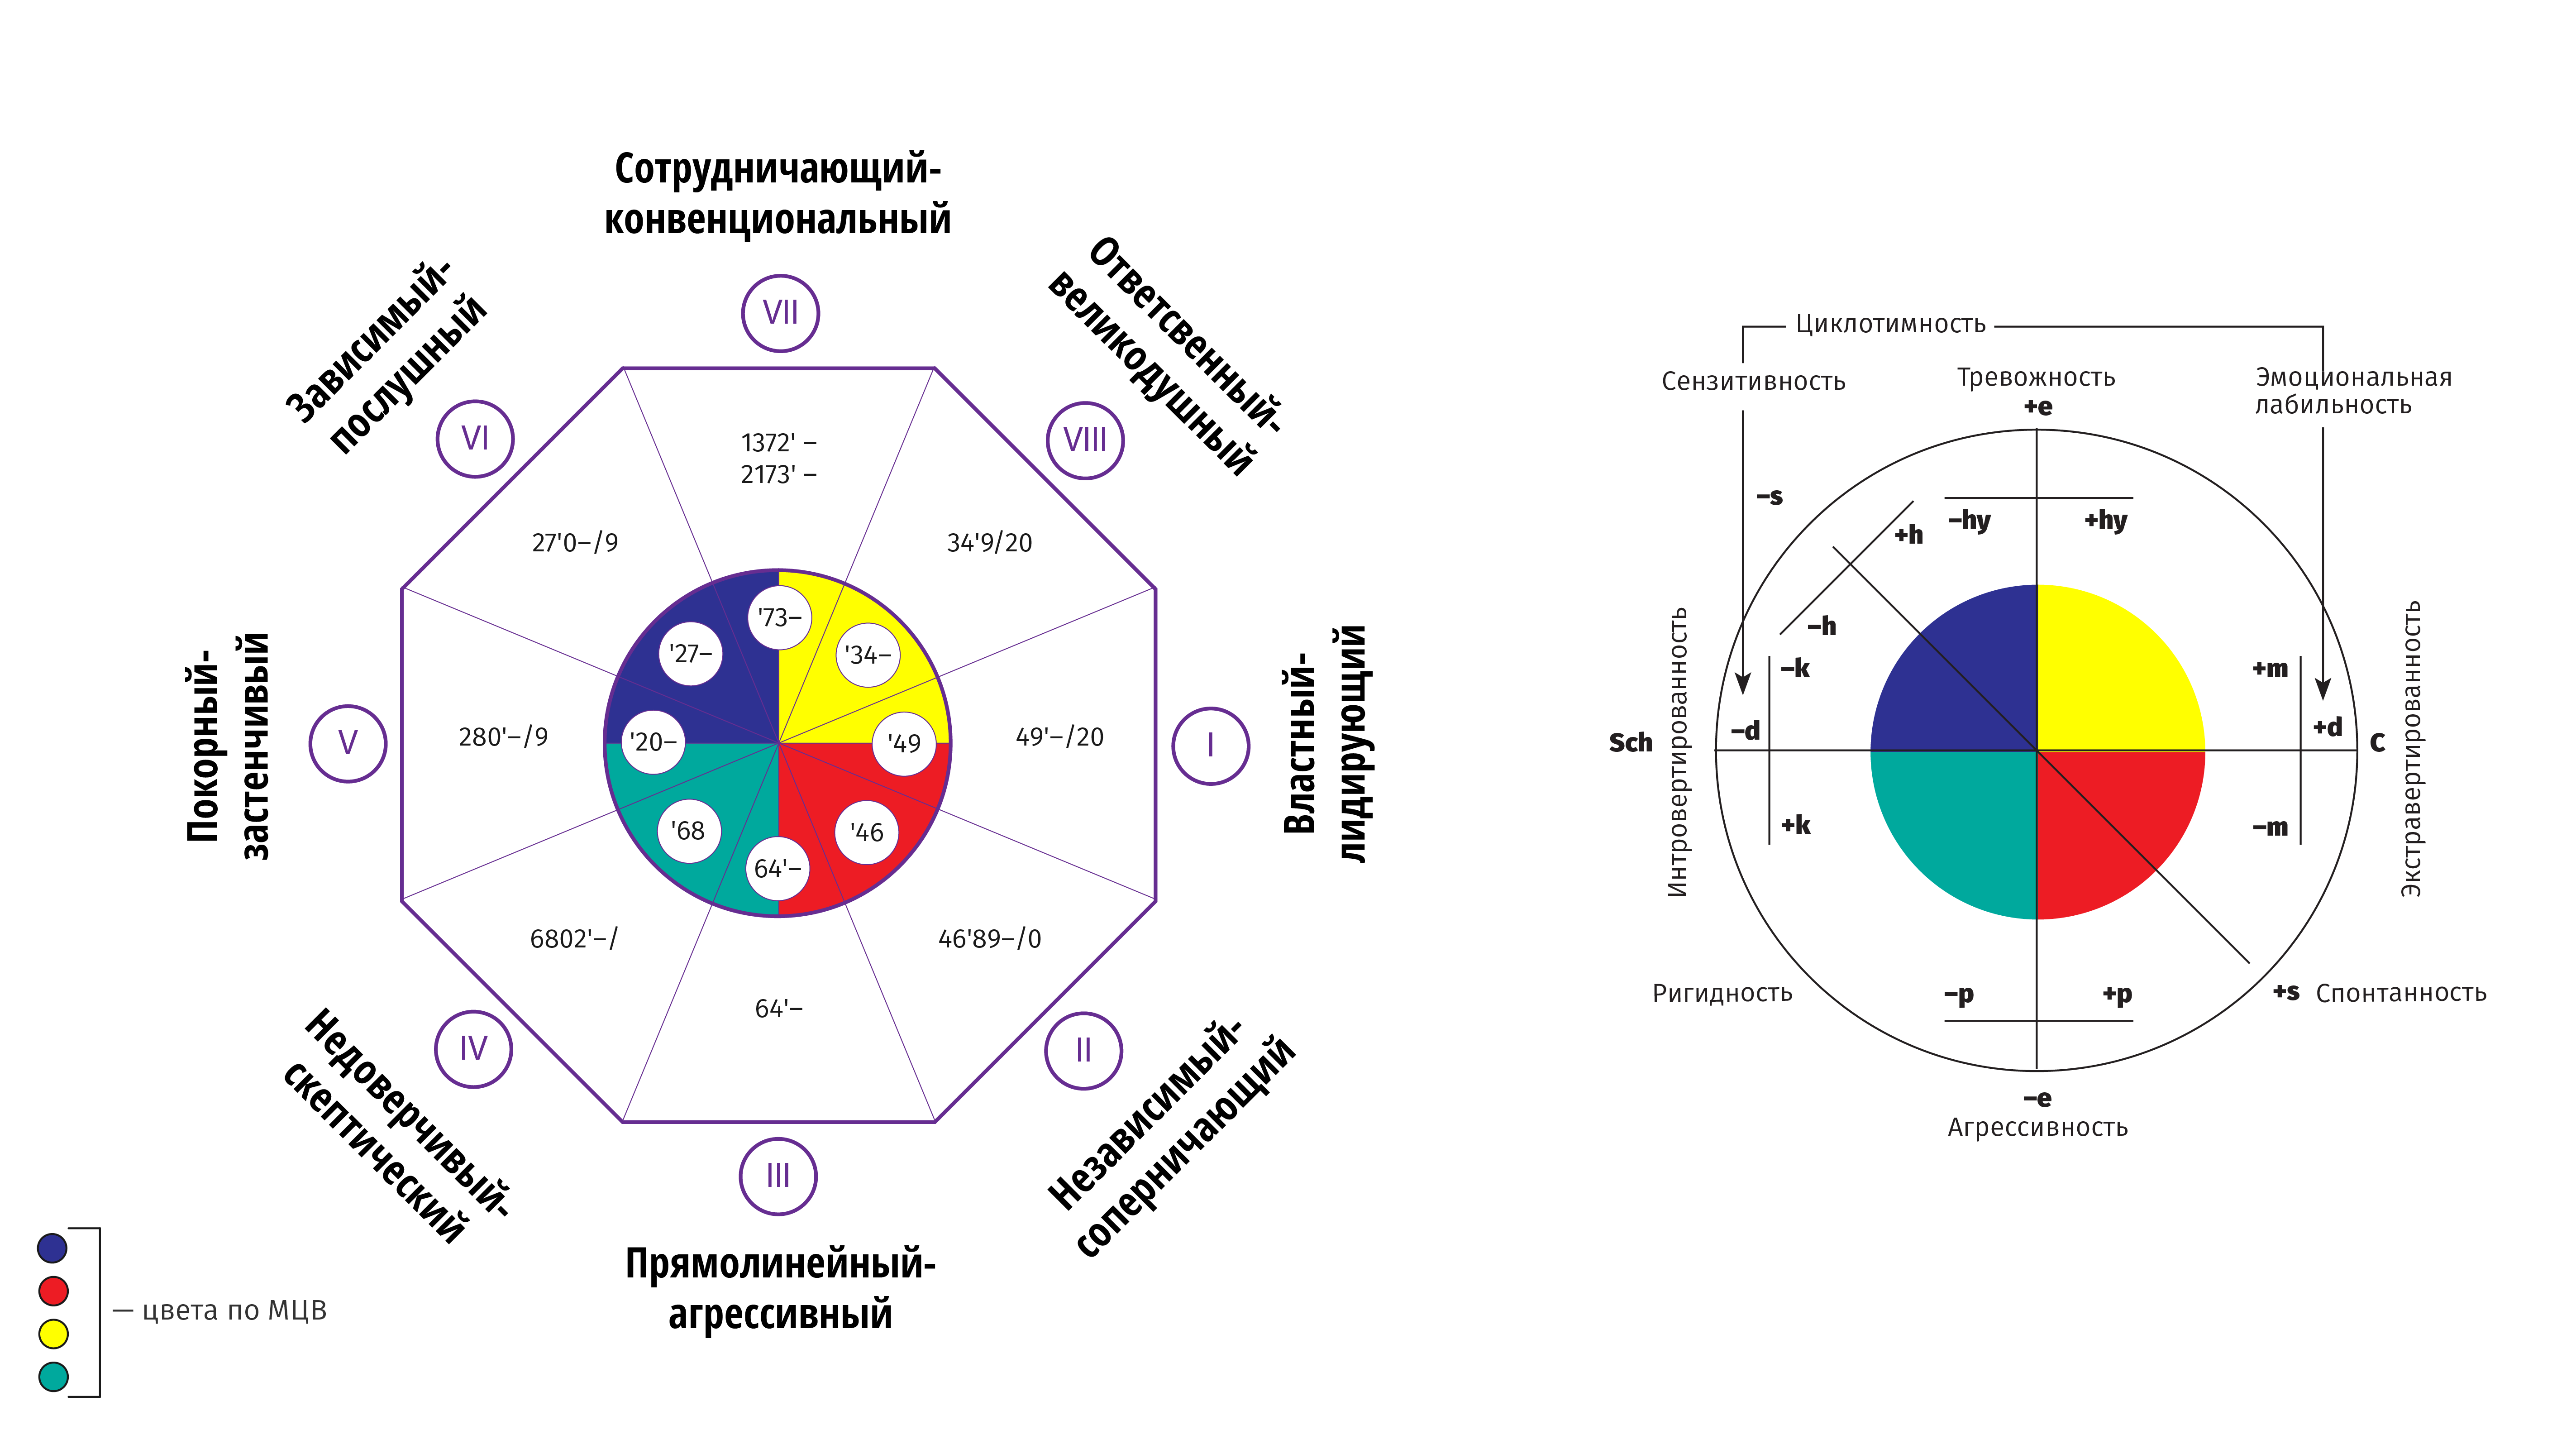 Сотрудничающий-
конвенциональный
VII
Ответсвенный-
великодушный
VIII
Зависимый-
послушный
VI
1372' –
2173' –
27'0–/9
34'9/20
Покорный-
застенчивый
V
280'–/9
'73–
'27–
'34–
'20–
'49
'68
'46
64'–
49'–/20
I
Властный-
лидирующий
6802'–/
46'89–/0
64'–
IV
Недоверчивый-
скептический
II
Независимый-
соперничающий
III
Прямолинейный-
агрессивный
— цвета по МЦВ
Циклотимность
Сензитивность
Тревожность
+e
Эмоциональная
лабильность
–s
–hy
+hy
+h
–h
–k
+m
Интровертированность
Экстравертированность
Sch
–d
+d
C
+k
–m
Ригидность
–p
+p
+s
Спонтанность
–e
Агрессивность